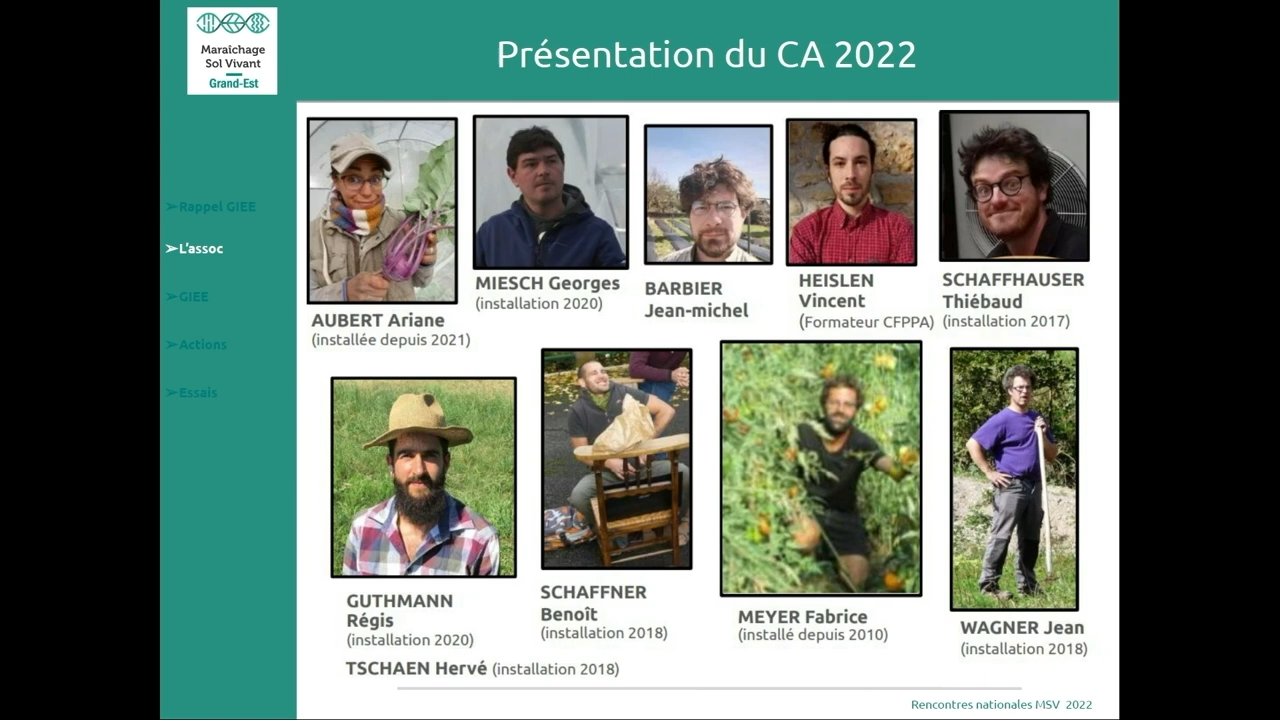 Maraîchage
Sol Vivant
Grand-Est
Présentation du CA 2022
➢Rappel GIEE
➢L'assoc
➢GIEE
➢Actions
➢Essais
AUBERT Ariane
(installée depuis 2021)
MIESCH Georges
(installation 2020)
BARBIER
Jean-michel
HEISLEN
Vincent
(Formateur CFPPA)
SCHAFFHAUSER
Thiébaud
(installation 2017)
GUTHMANN
Régis
(installation 2020)
SCHAFFNER
Benoît
(installation 2018)
MEYER Fabrice
(installé depuis 2010)
WAGNER Jean
(installation 2018)
TSCHAEN Hervé (installation 2018)
Rencontres nationales MSV 2022